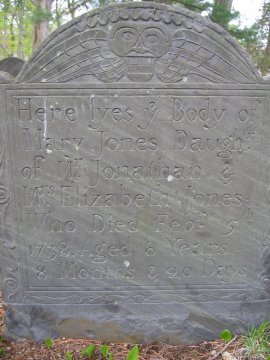 Here lyes yͤ Body of
Mary Jones Daughtʳ
of Mʳ Jonathan &
Mʳˢ Elizabeth Jones
Who Died Febʳʸ 5ᵗʰ
1738. Aged 8 Years
8 Months & 20 Days